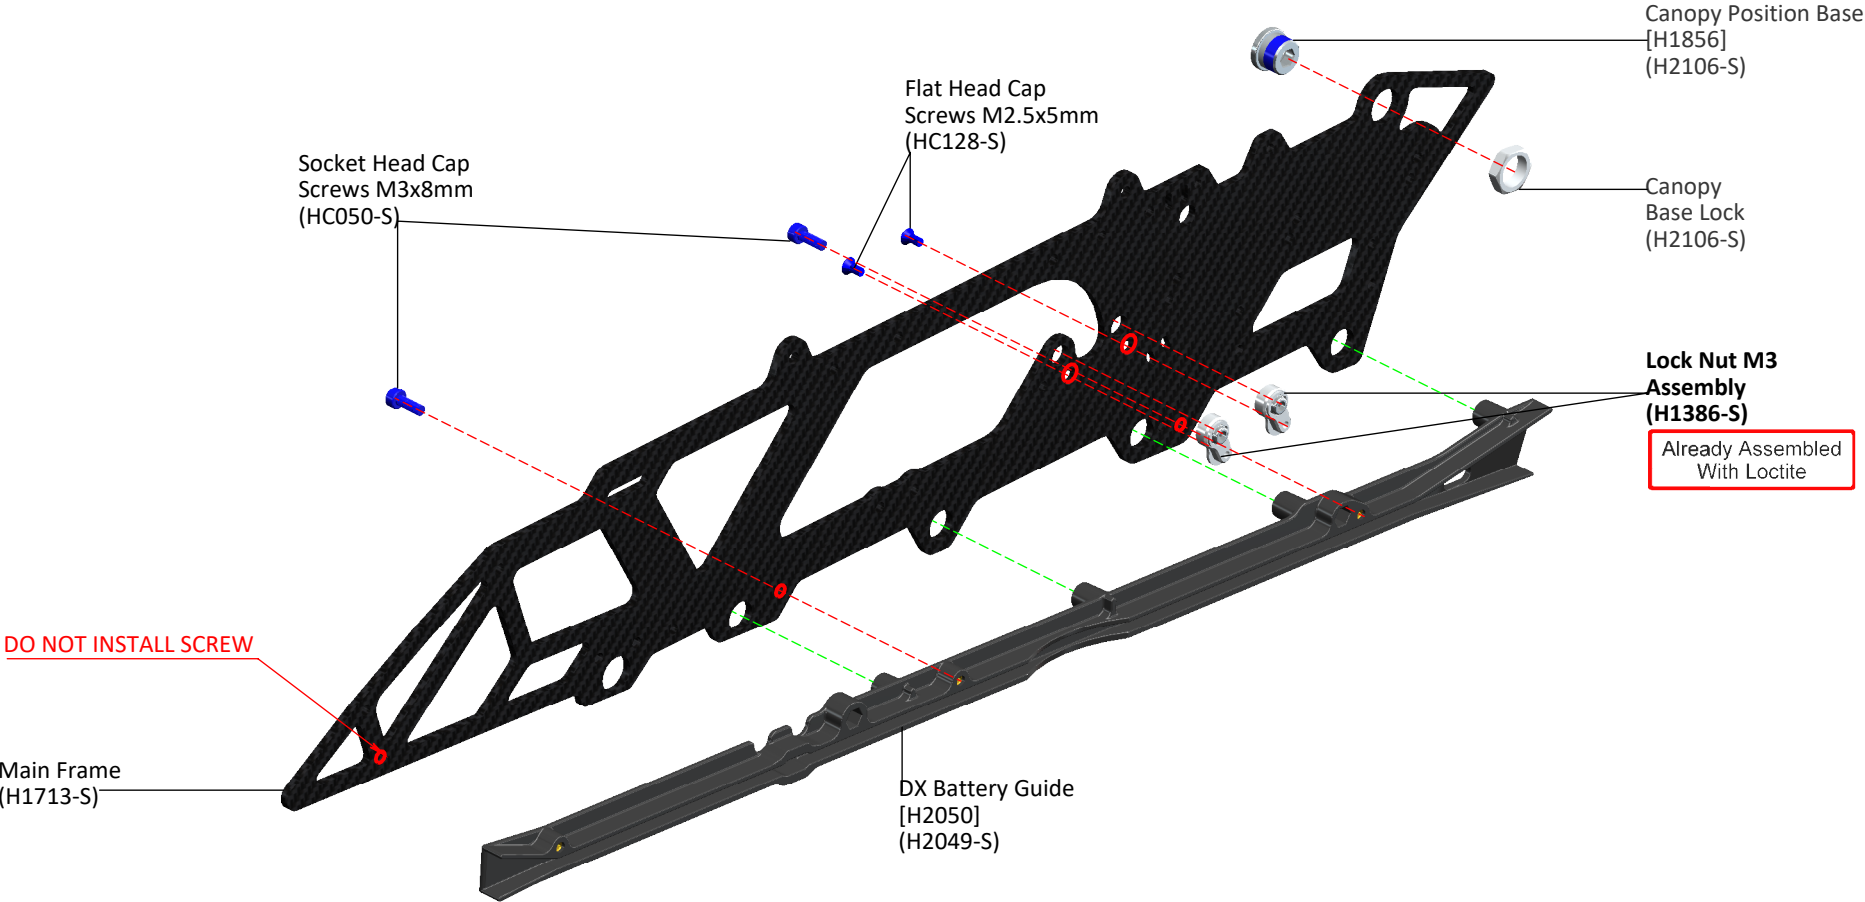 Canopy Position Base
[H1856]
(H2106-S)
Flat Head Cap
Screws M2.5x5mm
(HC128-S)
Socket Head Cap
Screws M3x8mm
(HC050-S)
Canopy
Base Lock
(H2106-S)
Lock Nut M3
Assembly
(H1386-S)
Already Assembled
With Loctite
DO NOT INSTALL SCREW
Main Frame
(H1713-S)
DX Battery Guide
[H2050]
(H2049-S)